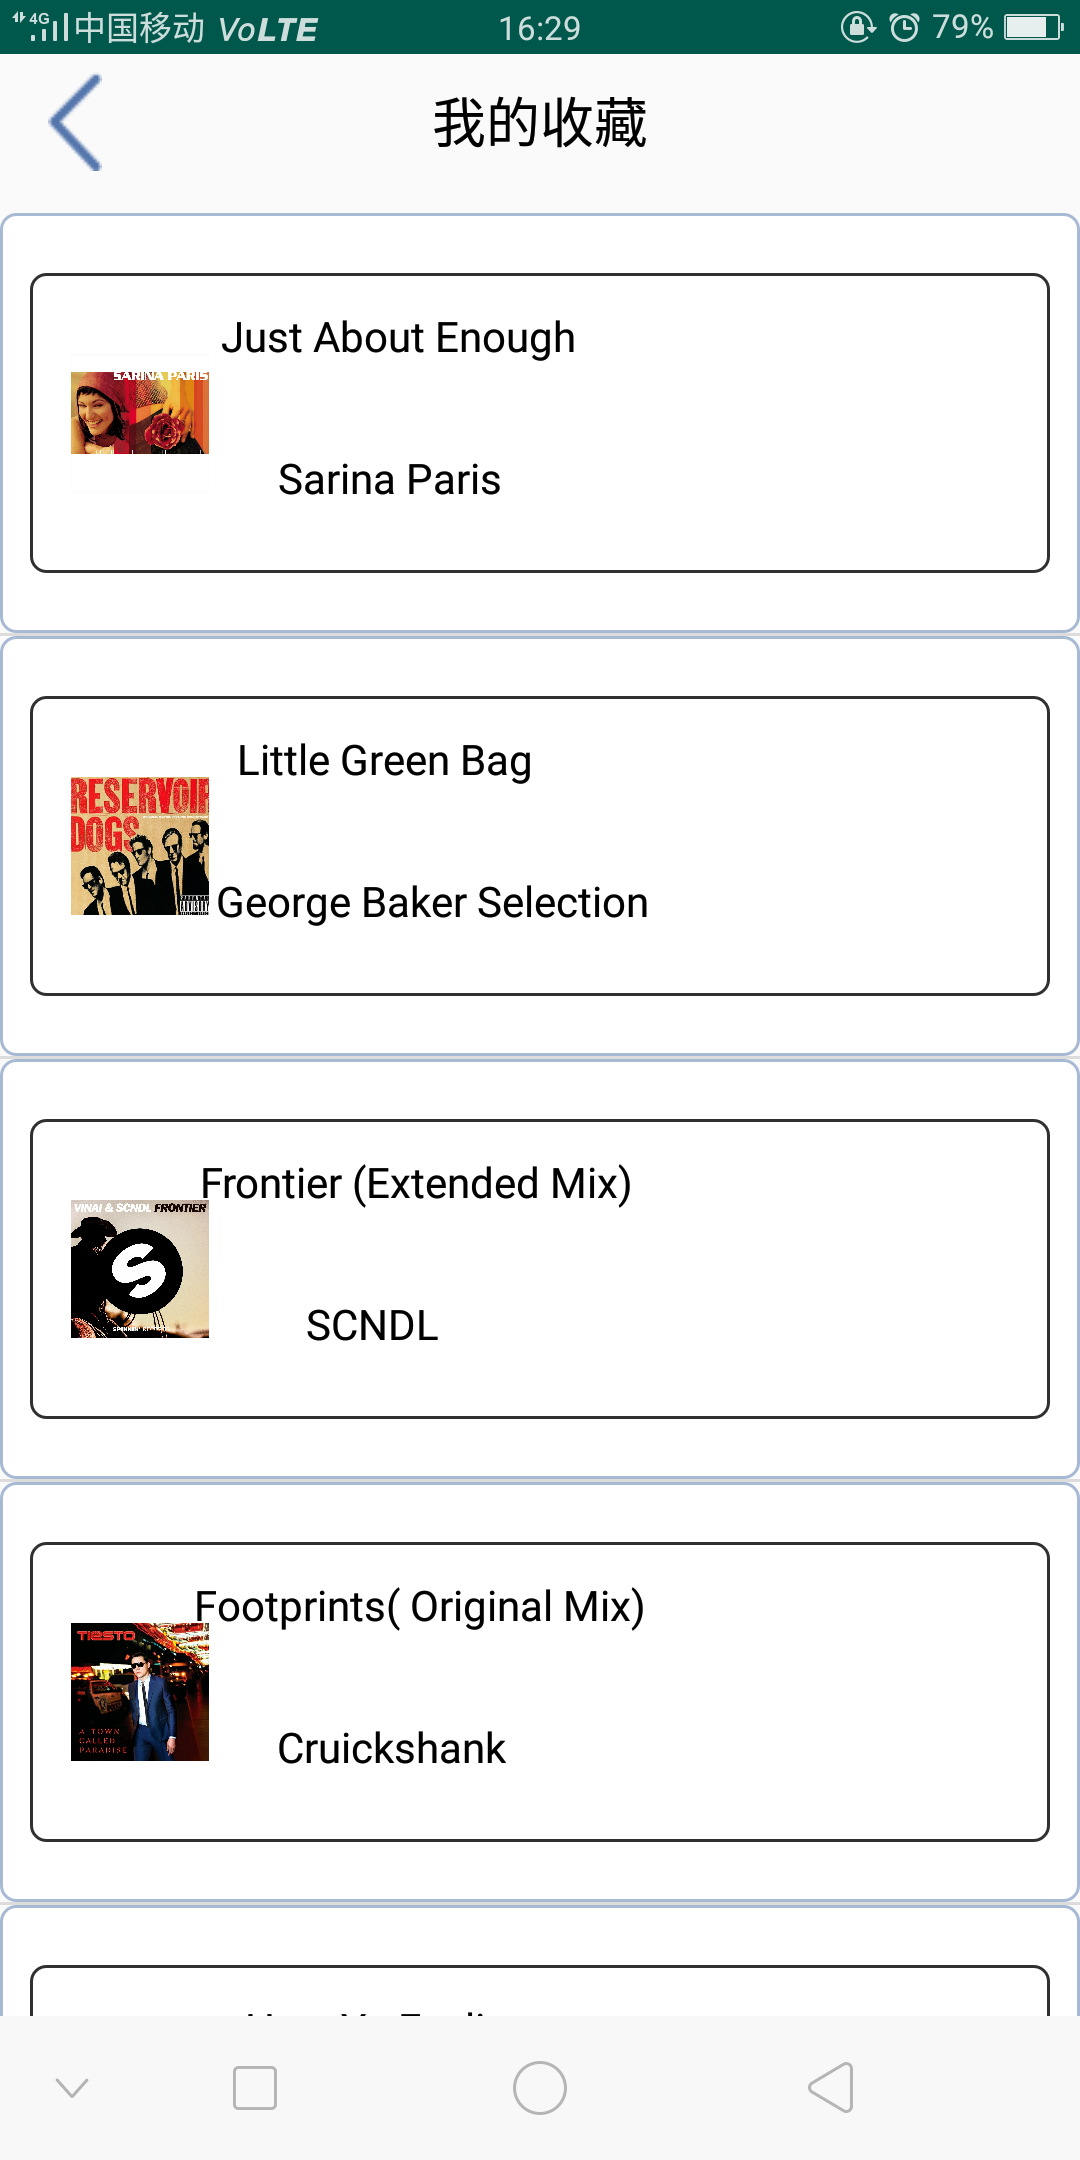 4G 中国移动 VoLTE 16:29 79%
我的收藏
Just About Enough
SARINA PARIS
Sarina Paris
Little Green Bag
RESERVOIR
DOGS
George Baker Selection
Frontier (Extended Mix)
VINAI & SCNDL FRONTIER
S
SCNDL
Footprints( Original Mix)
TIËSTO
A TOWN
CALLED
PARADISE
Cruickshank